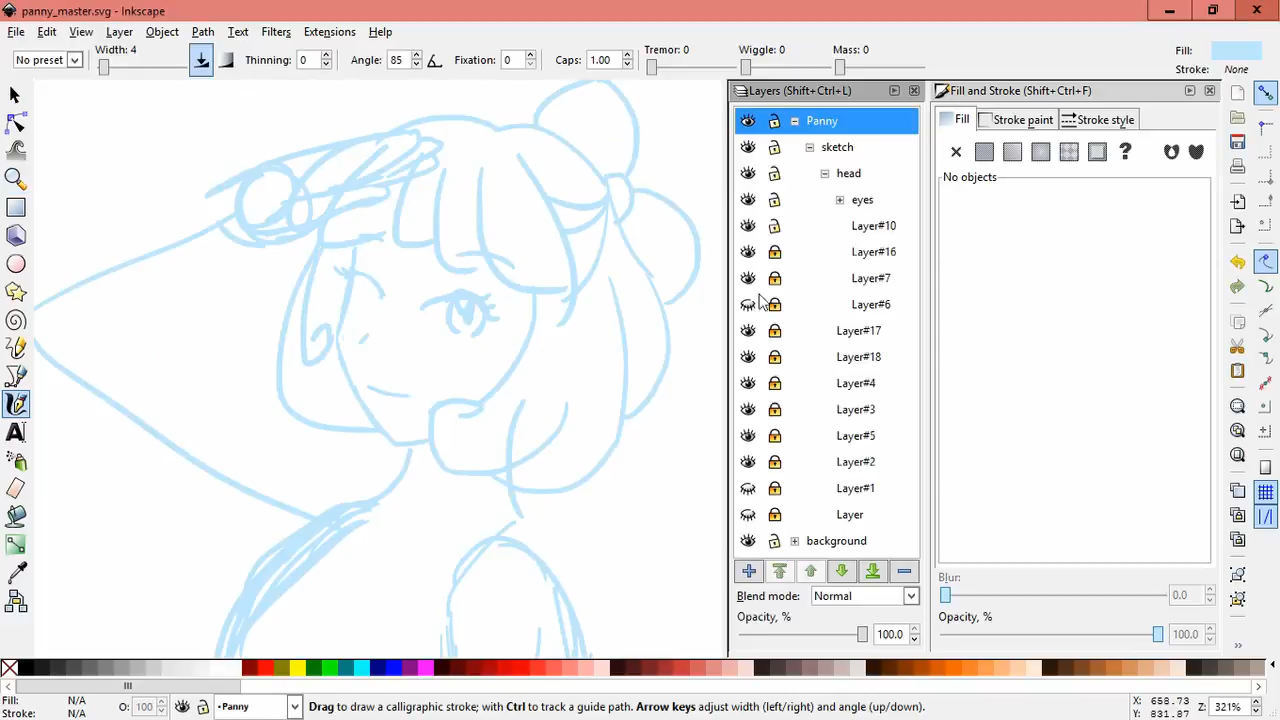 panny_master.svg - Inkscape
File Edit View Layer Object Path Text Filters Extensions Help
No preset Width: 4 Thinning: 0 Angle: 85 Fixation: 0 Caps: 1.00 Tremor: 0 Wiggle: 0 Mass: 0 Fill:
Stroke: None
Layers (Shift+Ctrl+L)
Panny
sketch
head
eyes
Layer#10
Layer#16
Layer#7
Layer#6
Layer#17
Layer#18
Layer#4
Layer#3
Layer#5
Layer#2
Layer#1
Layer
background
Blend mode: Normal
Opacity, %
100.0
Fill and Stroke (Shift+Ctrl+F)
Fill Stroke paint Stroke style
No objects
Blur:
0.0
Opacity, %
100.0
Fill: N/A O: 100 Panny Drag to draw a calligraphic stroke; with Ctrl to track a guide path. Arrow keys adjust width (left/right) and angle (up/down). X: 658.73 Z: 321%
Stroke: N/A Y: 831.87